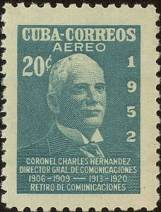 CUBA-CORREOS
AEREO
20¢
1952
CORONEL CHARLES HERNANDEZ
DIRECTOR GRAL. DE COMUNICACIONES
1906-1909 — 1913-1920
RETIRO DE COMUNICACIONES